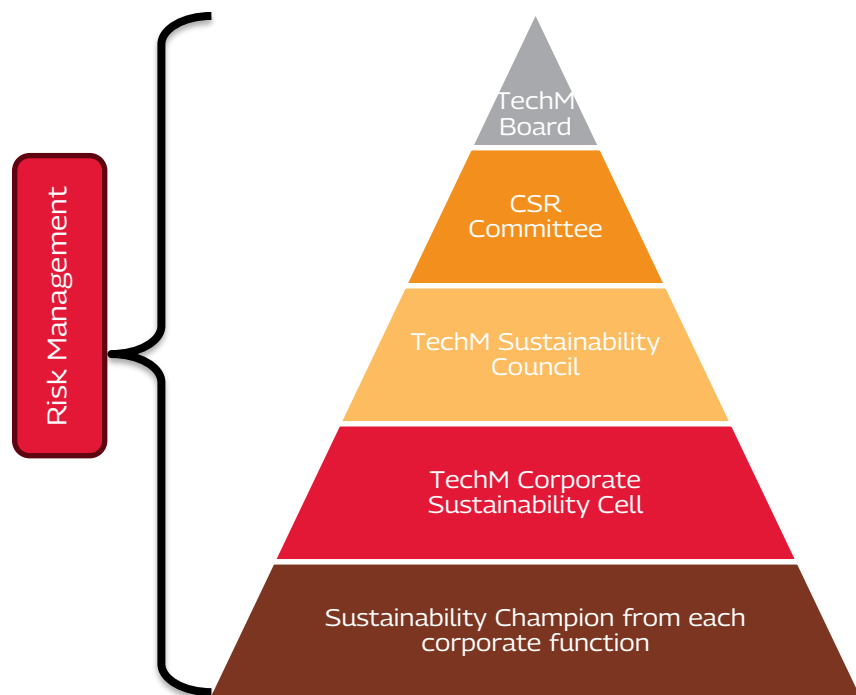 Risk Management
TechM
Board
CSR
Committee
TechM Sustainability
Council
TechM Corporate
Sustainability Cell
Sustainability Champion from each
corporate function